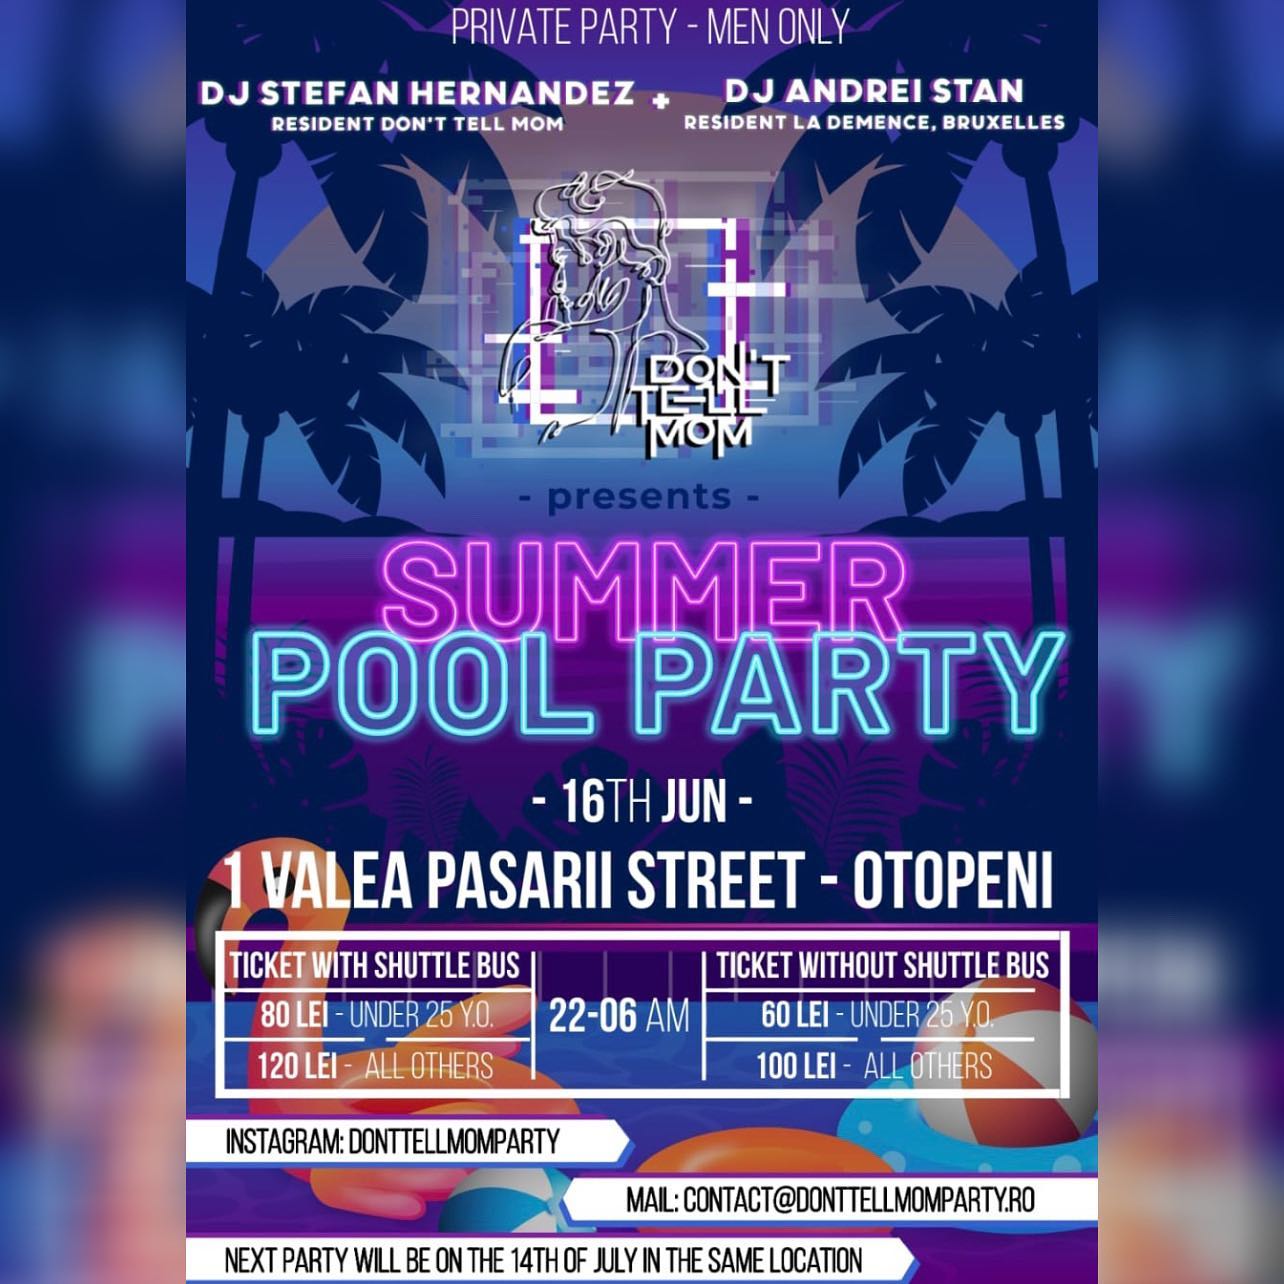 PRIVATE PARTY - MEN ONLY
DJ STEFAN HERNANDEZ + DJ ANDREI STAN
RESIDENT DON'T TELL MOM RESIDENT LA DEMENCE, BRUXELLES
DON'T
TELL
MOM
- presents -
SUMMER
POOL PARTY
- 16TH JUN -
1 VALEA PASARII STREET - OTOPENI
TICKET WITH SHUTTLE BUS
80 LEI - UNDER 25 Y.O.
120 LEI - ALL OTHERS
22-06 AM
TICKET WITHOUT SHUTTLE BUS
60 LEI - UNDER 25 Y.O.
100 LEI - ALL OTHERS
INSTAGRAM: DONTTELLMOMPARTY
MAIL: CONTACT@DONTTELLMOMPARTY.RO
NEXT PARTY WILL BE ON THE 14TH OF JULY IN THE SAME LOCATION